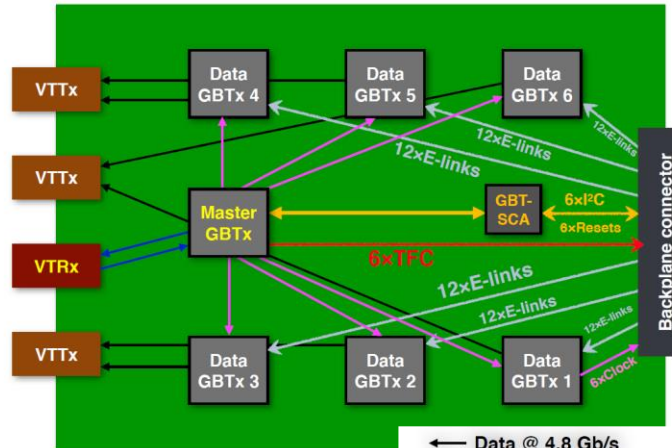 Data
GBTx 4
Data
GBTx 5
Data
GBTx 6
VTTx
12×E-links
12×E-links
12×E-links
VTTx
Master
GBTx
GBT-
SCA
6×I²C
6×Resets
Backplane connector
VTRx
6×TFC
12×E-links
12×E-links
12×E-links
VTTx
Data
GBTx 3
Data
GBTx 2
Data
GBTx 1
6×Clock
Data @ 4.8 Gb/s